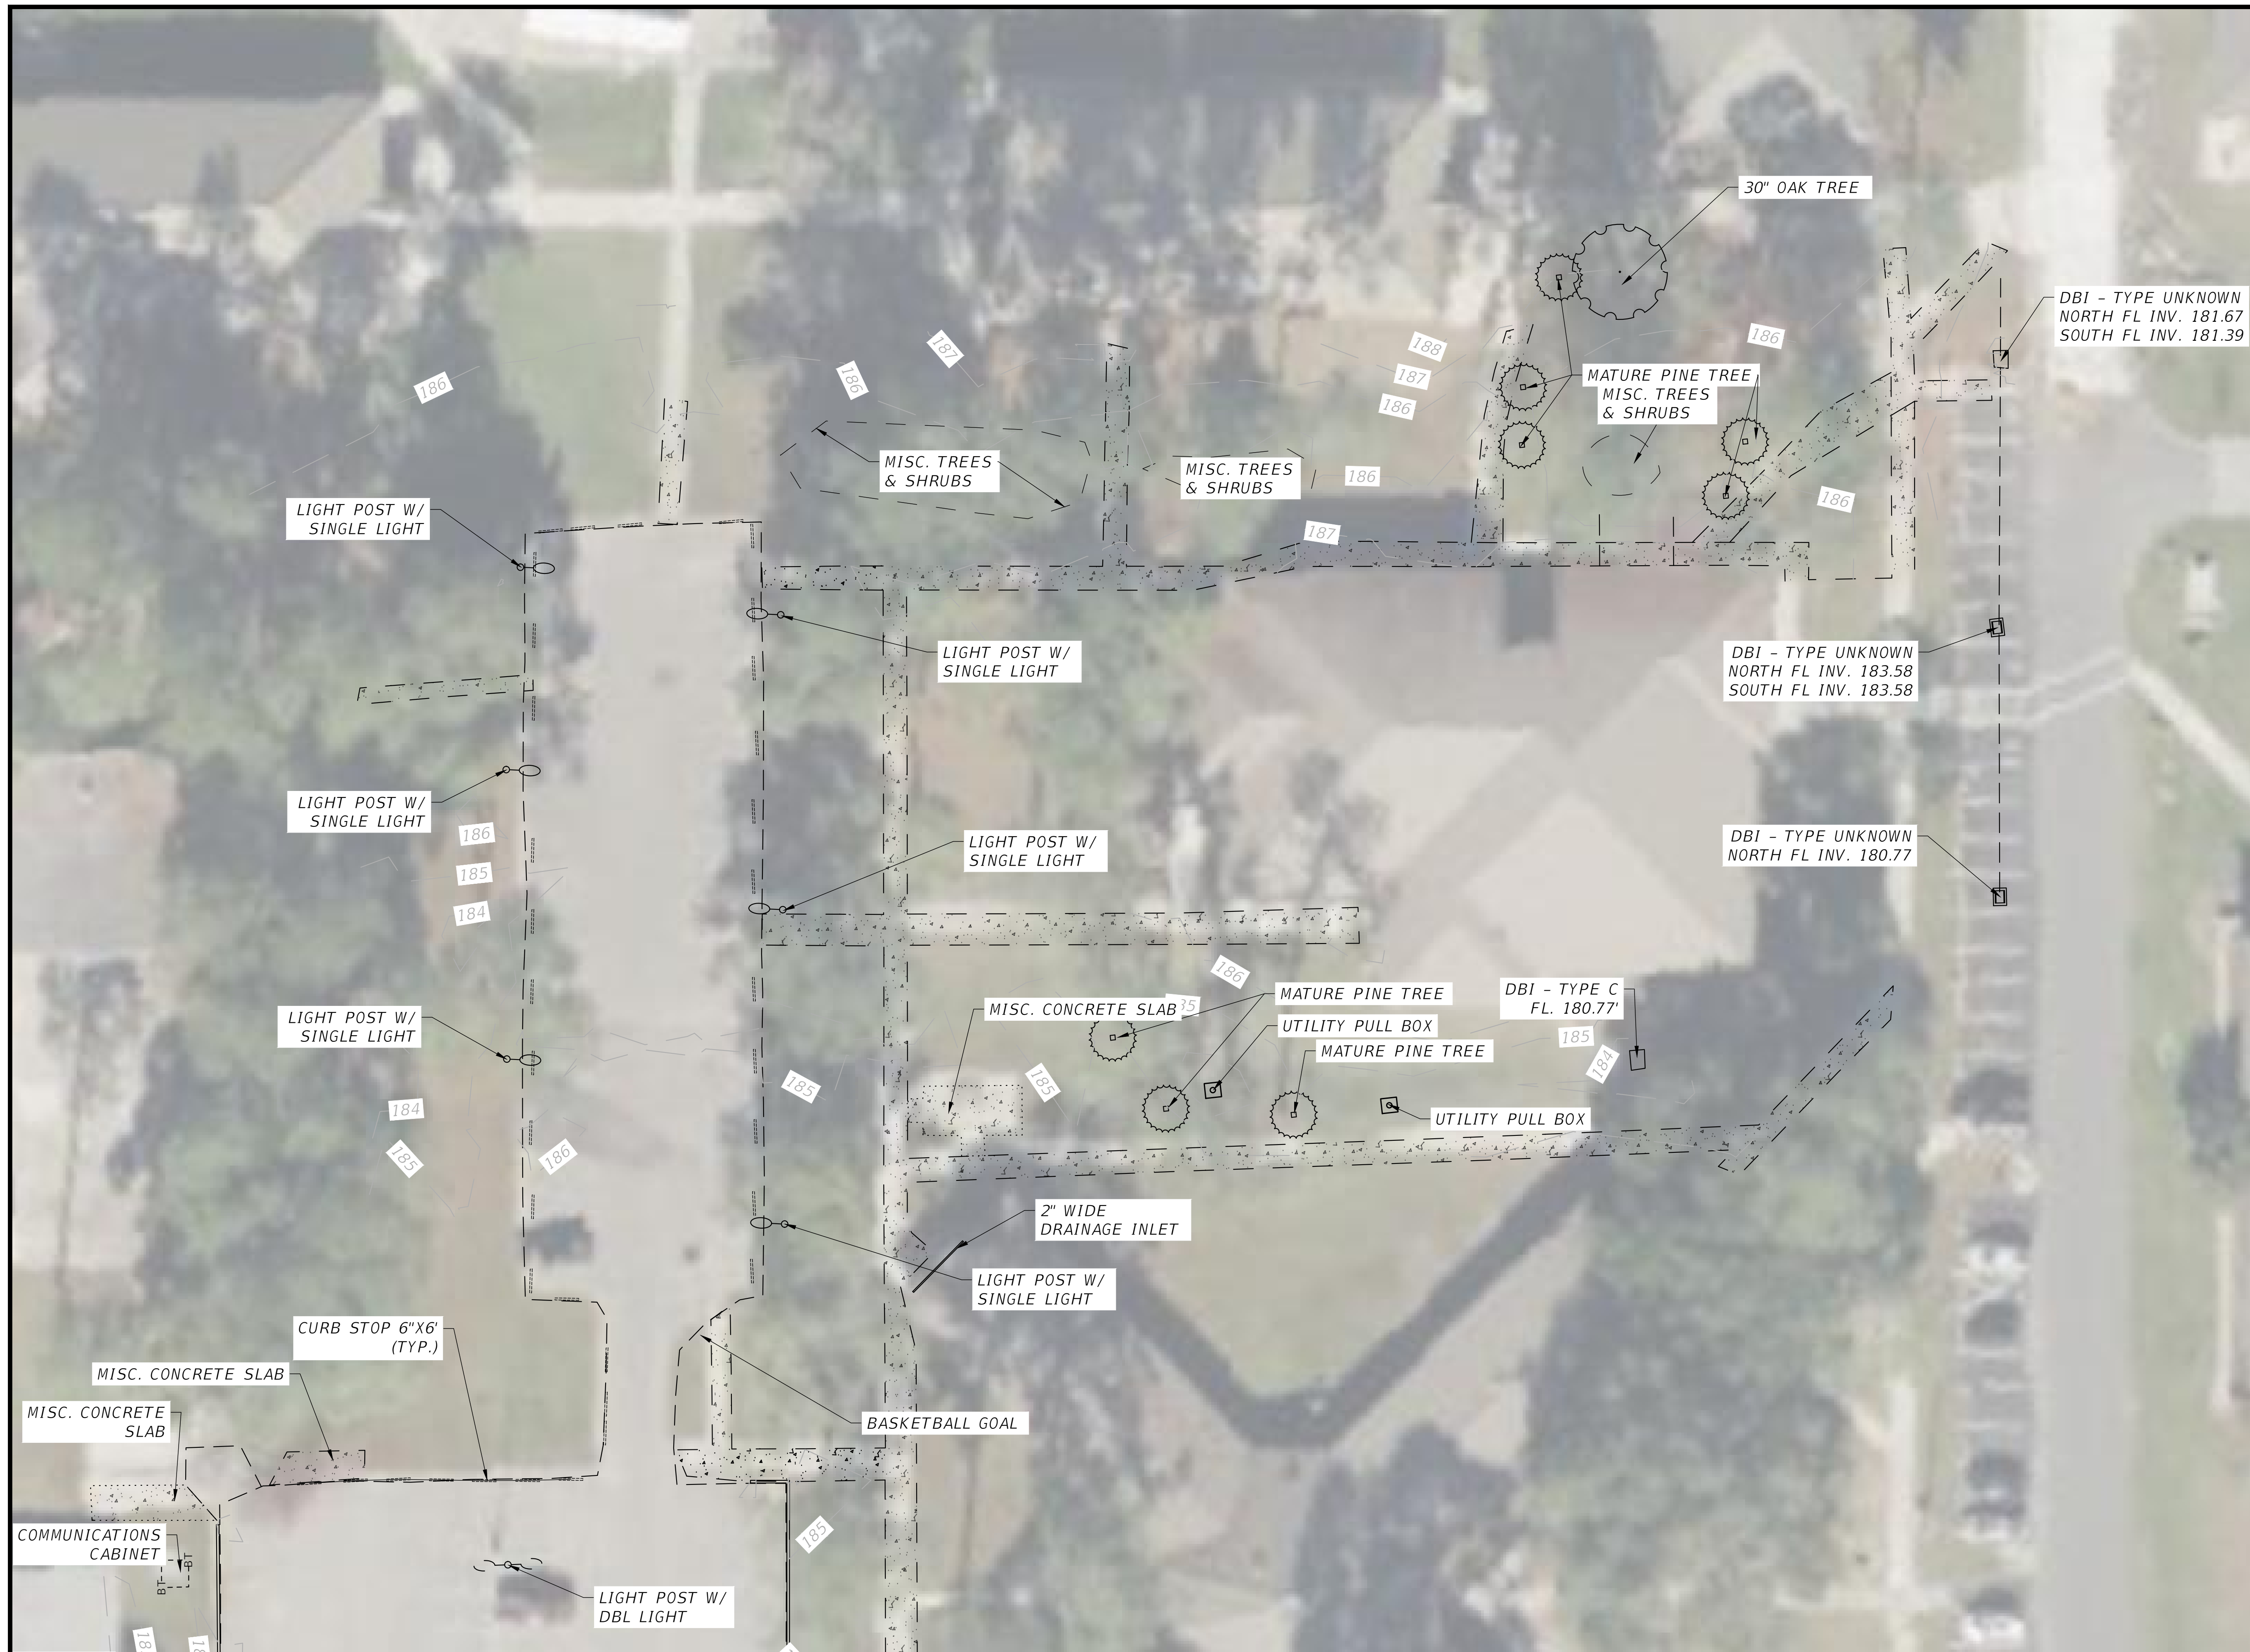 30" OAK TREE
DBI - TYPE UNKNOWN
NORTH FL INV. 181.67
SOUTH FL INV. 181.39
186
188
187
187
186
186
186
MATURE PINE TREE
MISC. TREES
& SHRUBS
MISC. TREES
& SHRUBS
MISC. TREES
& SHRUBS
186
186
187
LIGHT POST W/
SINGLE LIGHT
LIGHT POST W/
SINGLE LIGHT
DBI - TYPE UNKNOWN
NORTH FL INV. 183.58
SOUTH FL INV. 183.58
LIGHT POST W/
SINGLE LIGHT
186
185
184
LIGHT POST W/
SINGLE LIGHT
DBI - TYPE UNKNOWN
NORTH FL INV. 180.77
186
MATURE PINE TREE
DBI - TYPE C
FL. 180.77'
MISC. CONCRETE SLAB
LIGHT POST W/
SINGLE LIGHT
UTILITY PULL BOX
185
MATURE PINE TREE
184
185
185
184
UTILITY PULL BOX
185
186
2" WIDE
DRAINAGE INLET
LIGHT POST W/
SINGLE LIGHT
CURB STOP 6"X6'
(TYP.)
MISC. CONCRETE SLAB
MISC. CONCRETE
SLAB
BASKETBALL GOAL
COMMUNICATIONS
CABINET
BT
BT
185
LIGHT POST W/
DBL LIGHT